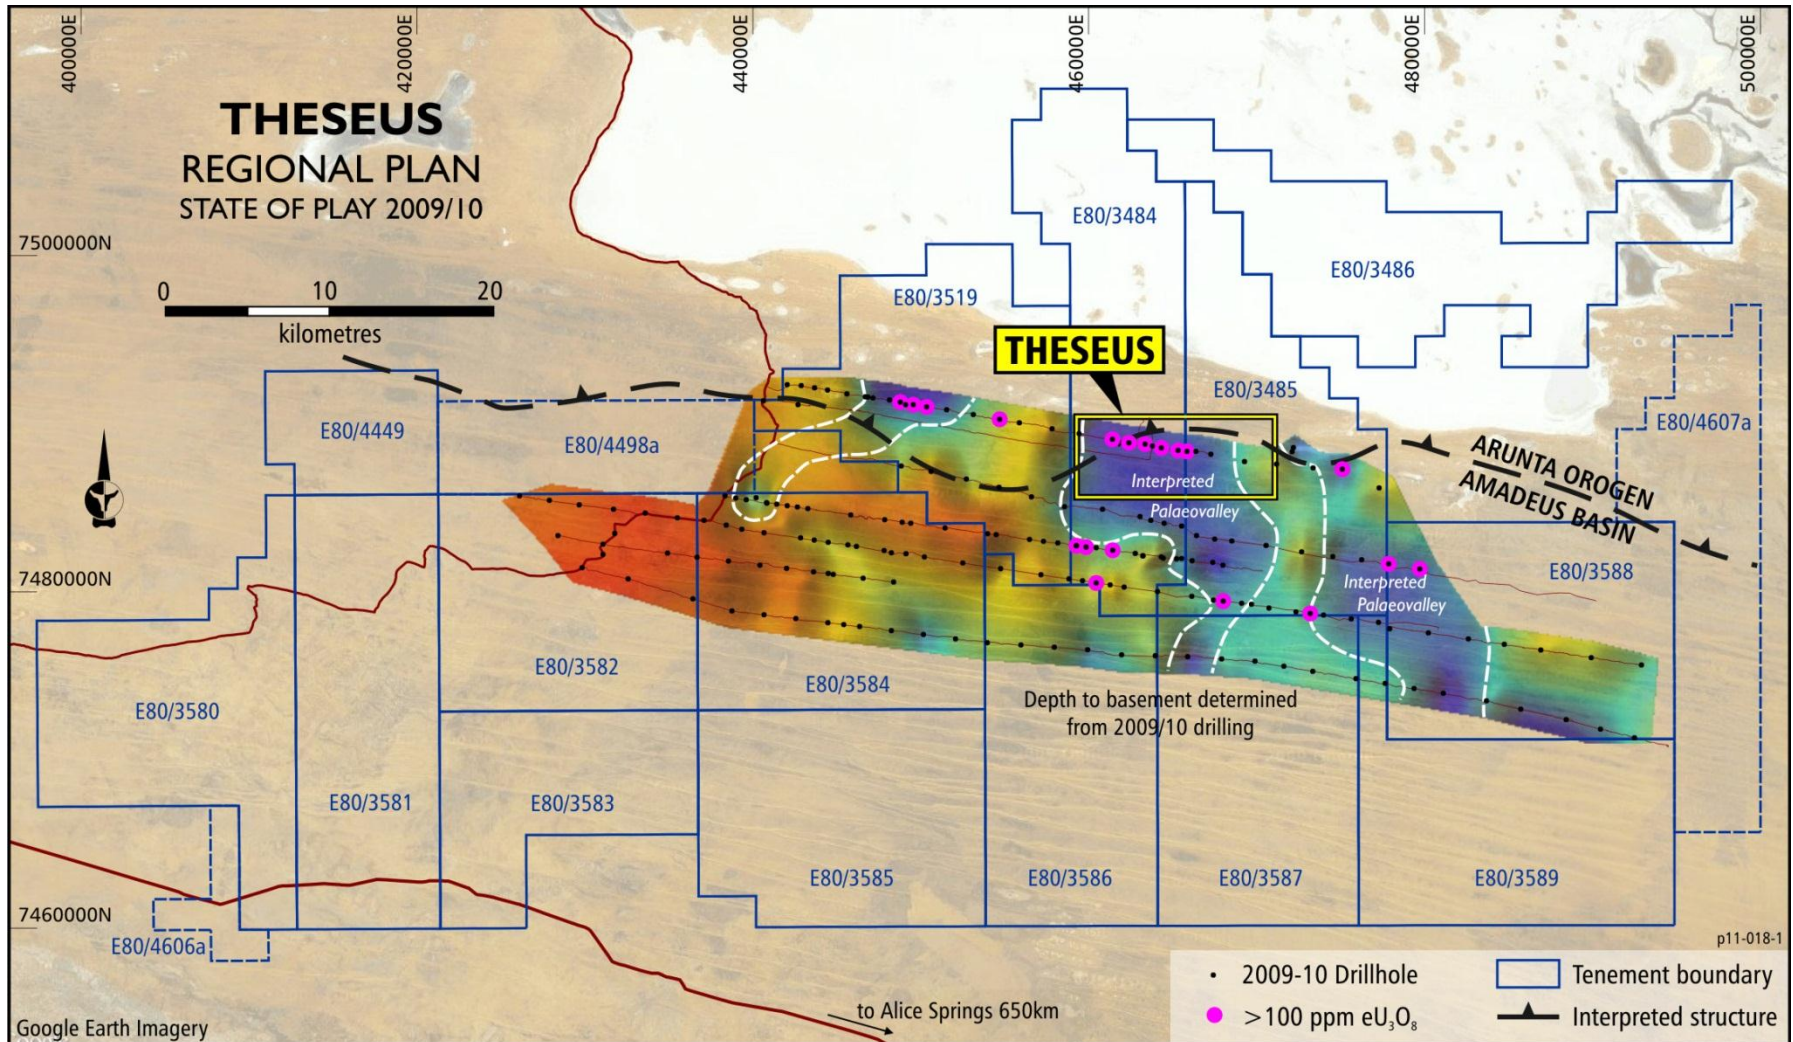 400000E
420000E
440000E
460000E
480000E
500000E
THESEUS
REGIONAL PLAN
STATE OF PLAY 2009/10
7500000N
0 10 20
kilometres
E80/3484
E80/3486
E80/3519
THESEUS
E80/3485
E80/4449
E80/4498a
E80/4607a
ARUNTA OROGEN
AMADEUS BASIN
Interpreted
Palaeovalley
7480000N
E80/3588
Interpreted
Palaeovalley
E80/3582
E80/3584
E80/3580
Depth to basement determined
from 2009/10 drilling
E80/3581
E80/3583
E80/3585
E80/3586
E80/3587
E80/3589
7460000N
E80/4606a
p11-018-1
2009-10 Drillhole
Tenement boundary
>100 ppm eU₃O₈
Interpreted structure
to Alice Springs 650km
Google Earth Imagery